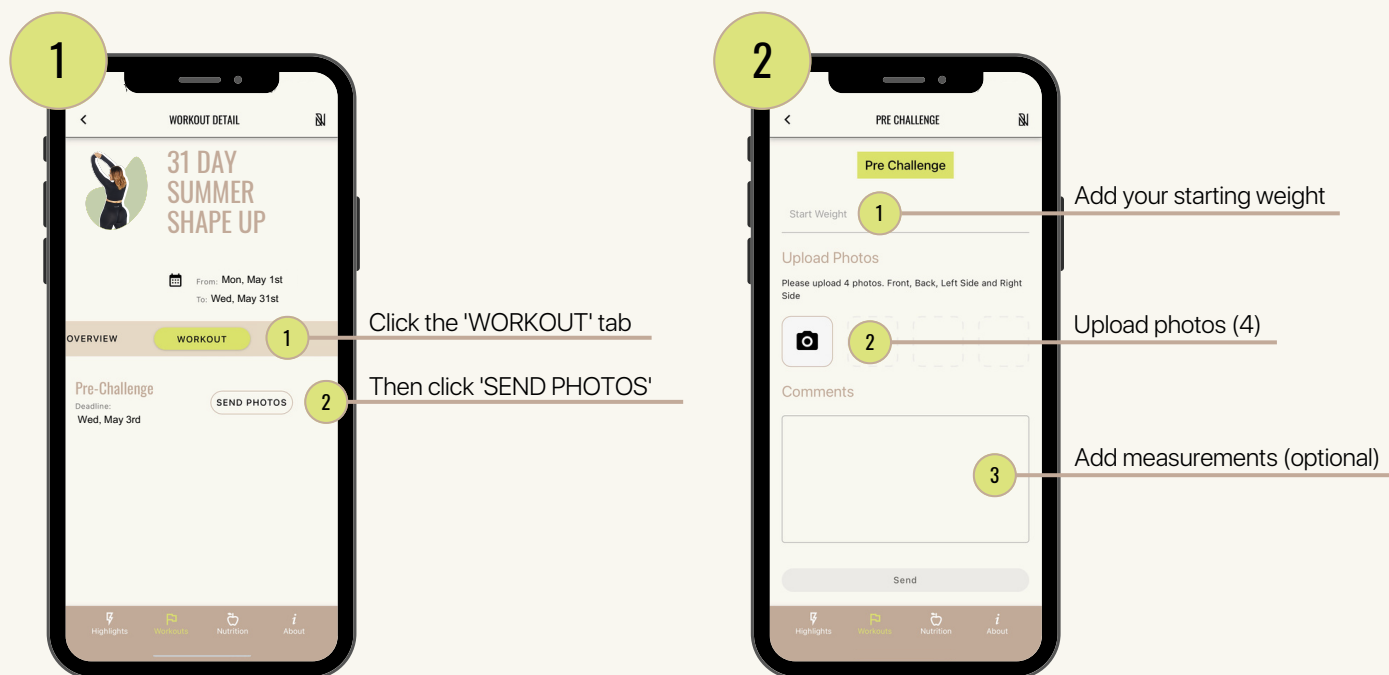 1
WORKOUT DETAIL
31 DAY
SUMMER
SHAPE UP
From: Mon, May 1st
To: Wed, May 31st
OVERVIEW
WORKOUT
1
Click the 'WORKOUT' tab
Pre-Challenge
Deadline:
Wed, May 3rd
SEND PHOTOS
2
Then click 'SEND PHOTOS'
Highlights
Workouts
Nutrition
i
About
2
PRE CHALLENGE
Pre Challenge
Start Weight
1
Add your starting weight
Upload Photos
Please upload 4 photos. Front, Back, Left Side and Right
Side
2
Upload photos (4)
Comments
3
Add measurements (optional)
Send
Highlights
Workouts
Nutrition
i
About